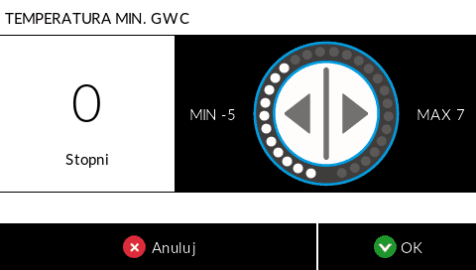 TEMPERATURA MIN. GWC
0
Stopni
MIN -5
MAX 7
Anuluj
OK